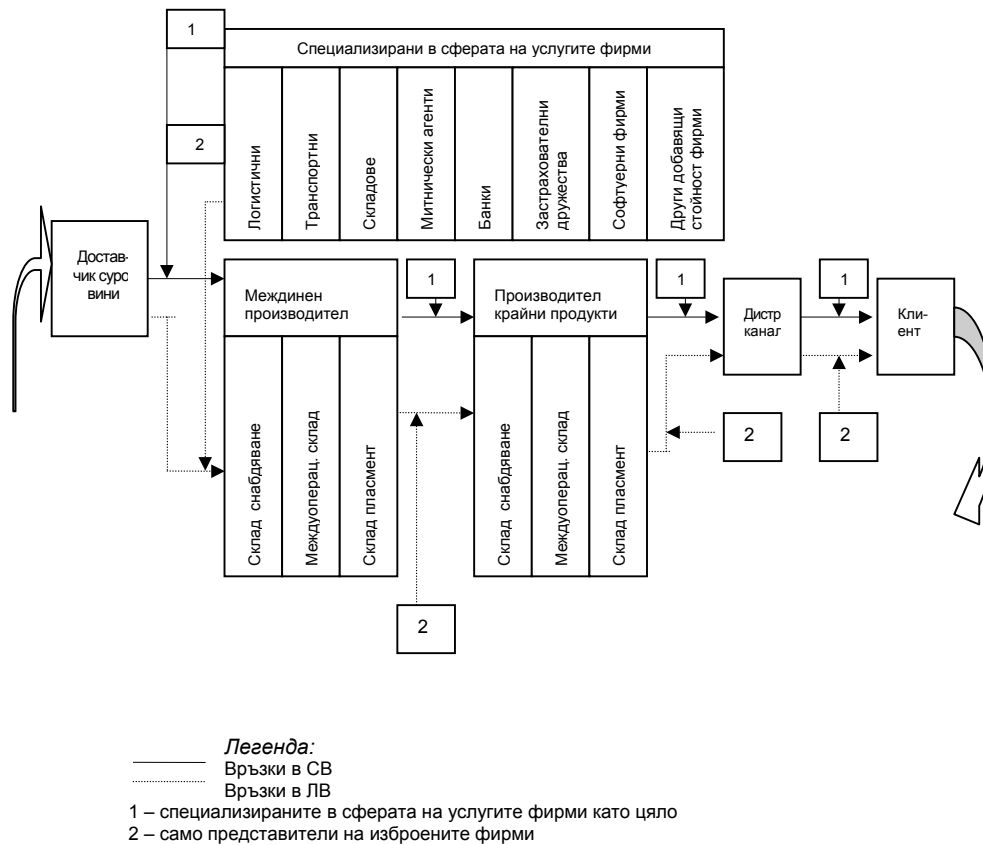 1
Специализирани в сферата на услугите фирми
2
Логистични
Транспортни
Складове
Митнически агенти
Банки
Застрахователни
дружества
Софтуерни фирми
Други добавящи
стойност фирми
Достав-
чик суро
вини
Междинен
производител
1
Производител
крайни продукти
1
Дистр
канал
1
Кли-
ент
Склад снабдяване
Междуоперац. склад
Склад пласмент
Склад снабдяване
Междуоперац. склад
Склад пласмент
2
2
2
Легенда:
Връзки в СВ
Връзки в ЛВ
1 – специализираните в сферата на услугите фирми като цяло
2 – само представители на изброените фирми